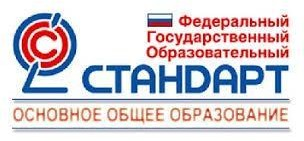 Федеральный
Государственный
Образовательный
СТАНДАРТ
ОСНОВНОЕ ОБЩЕЕ ОБРАЗОВАНИЕ